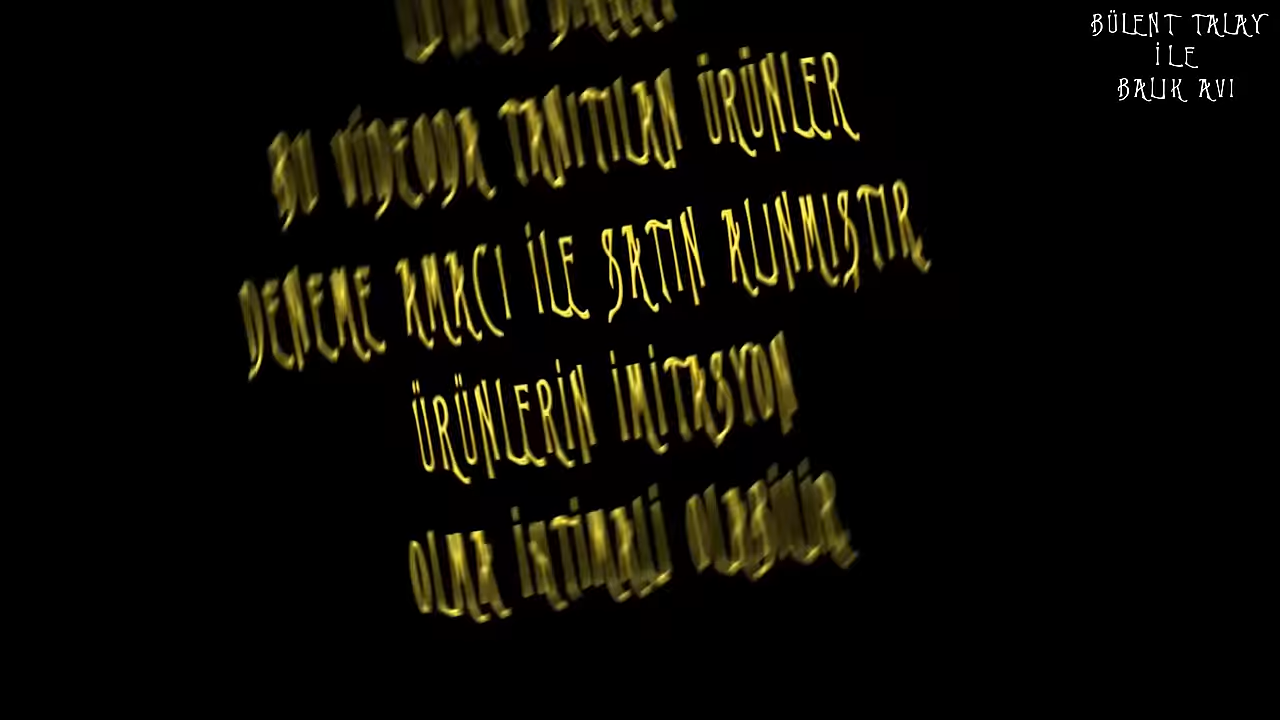 BÜLENT TALAY
İLE
BALIK AVI
BU VİDEODA TANITILAN ÜRÜNLER
DENEME AMACI İLE SATIN ALINMIŞTIR
ÜRÜNLERİN İMİTASYON
OLMA İHTİMALİ OLABİLİR